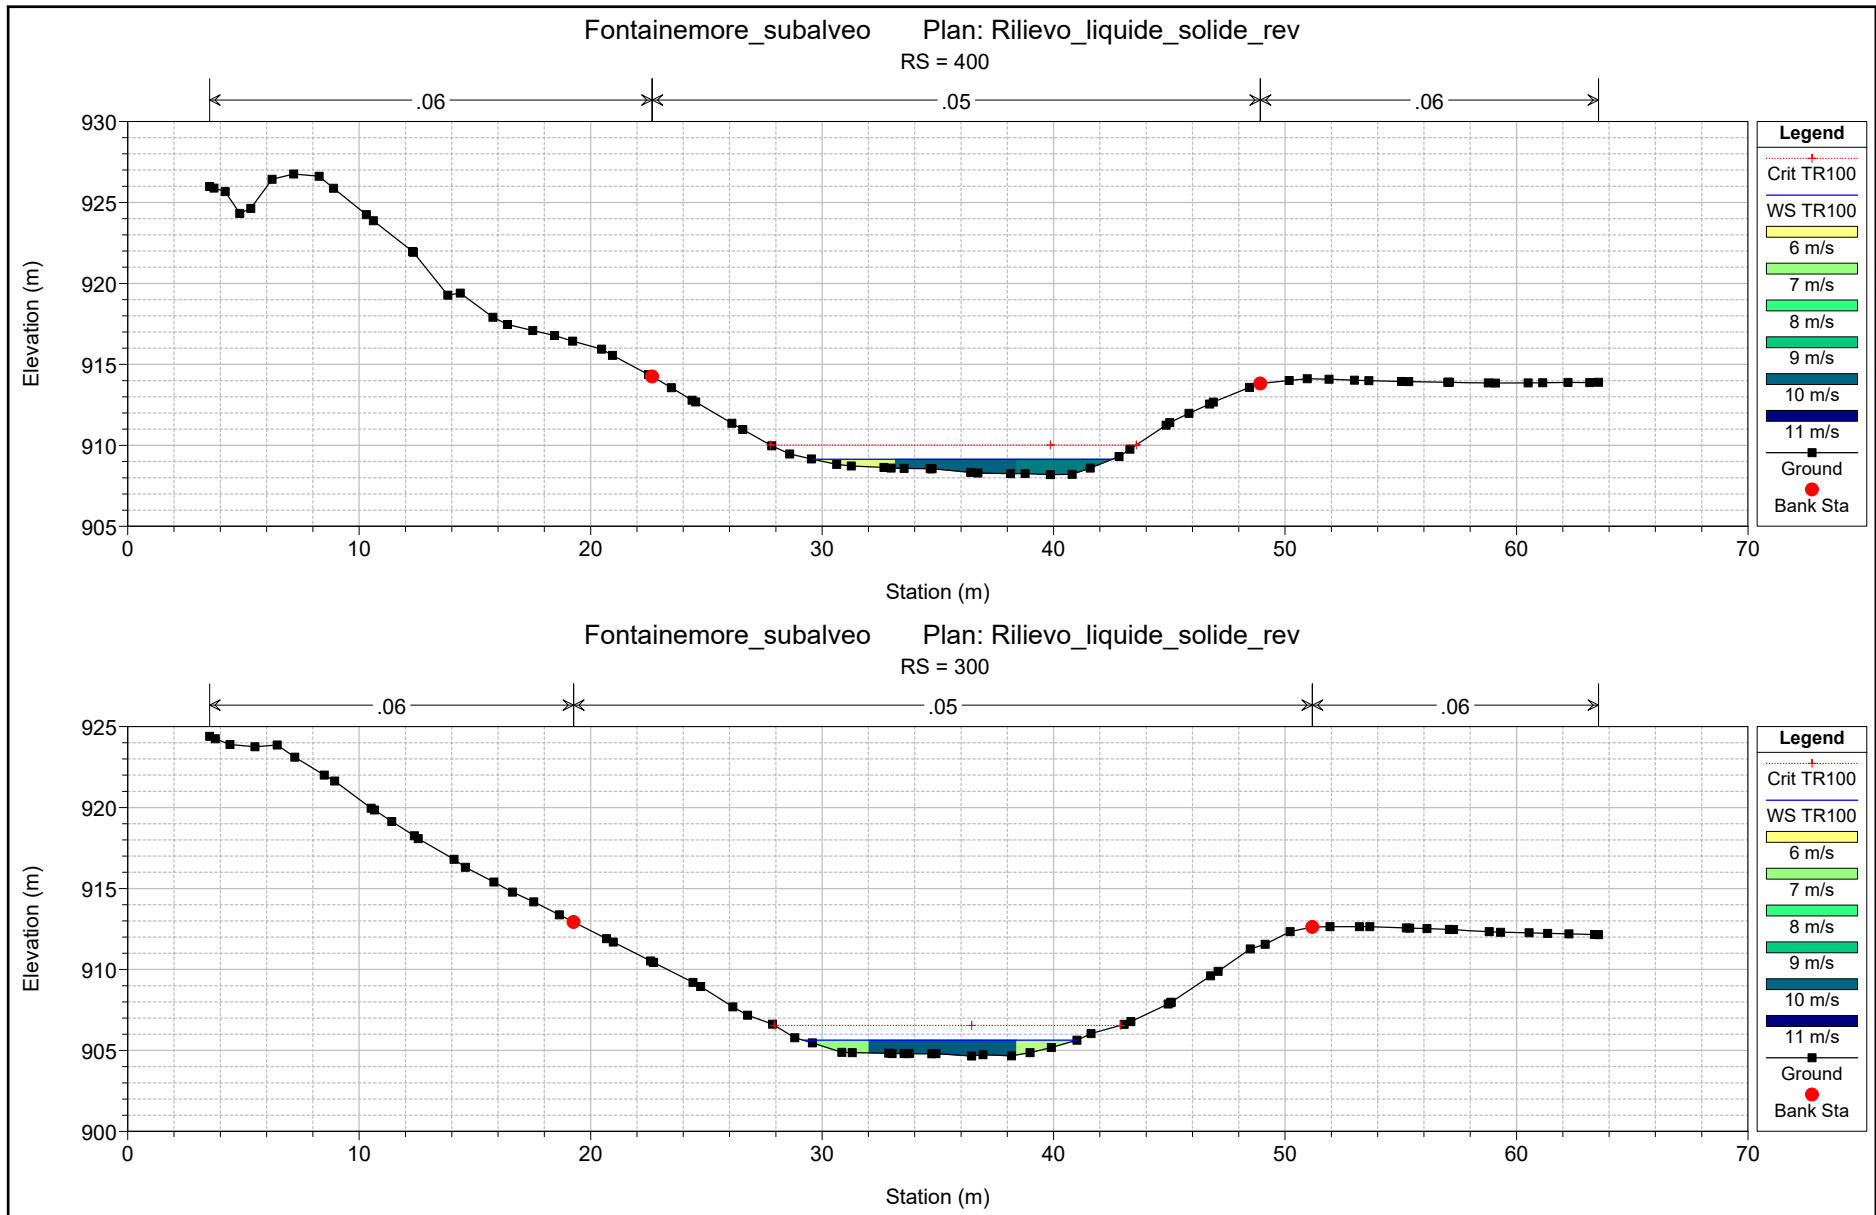 Fontainemore_subalveo Plan: Rilievo_liquide_solide_rev
RS = 400
.06 .05 .06
930
925
920
915
910
905
Elevation (m)
0 10 20 30 40 50 60 70
Station (m)
Legend
Crit TR100
WS TR100
6 m/s
7 m/s
8 m/s
9 m/s
10 m/s
11 m/s
Ground
Bank Sta
Fontainemore_subalveo Plan: Rilievo_liquide_solide_rev
RS = 300
.06 .05 .06
925
920
915
910
905
900
Elevation (m)
0 10 20 30 40 50 60 70
Station (m)
Legend
Crit TR100
WS TR100
6 m/s
7 m/s
8 m/s
9 m/s
10 m/s
11 m/s
Ground
Bank Sta